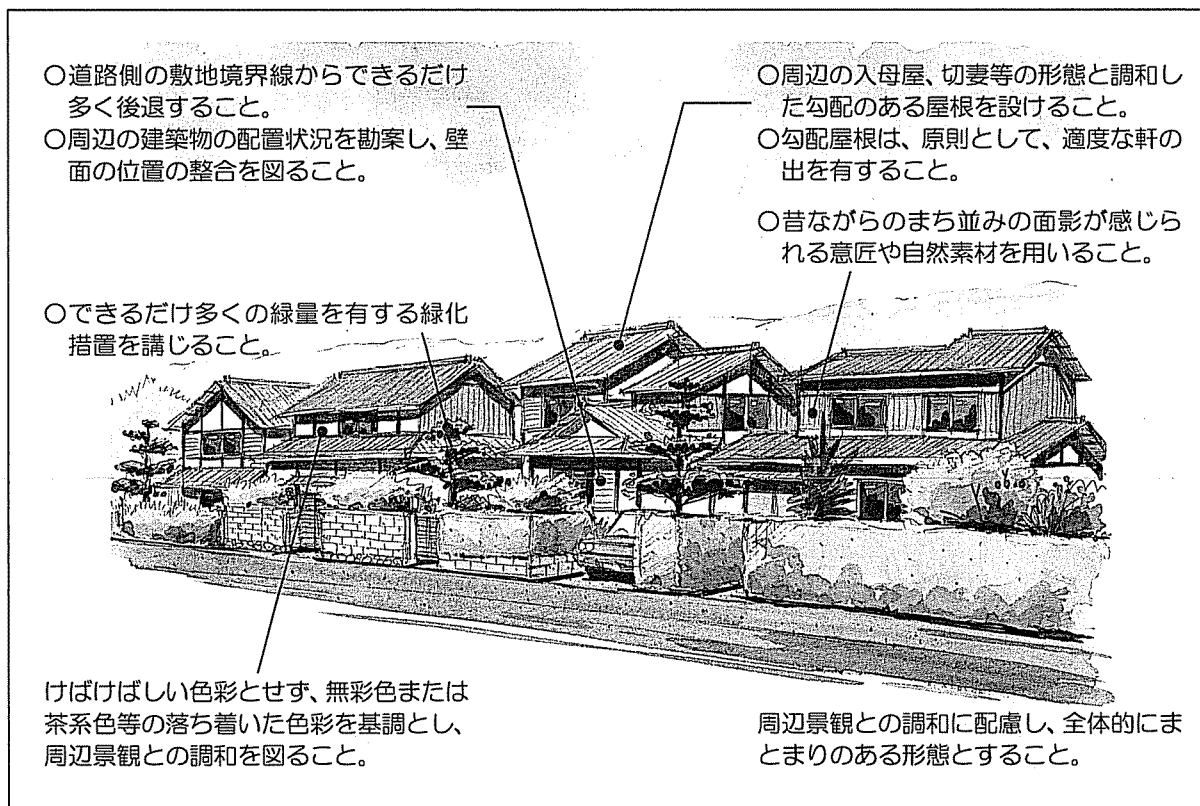 ○道路側の敷地境界線からできるだけ
多く後退すること。
○周辺の建築物の配置状況を勘案し、壁
面の位置の整合を図ること。
○周辺の入母屋、切妻等の形態と調和し
た勾配のある屋根を設けること。
○勾配屋根は、原則として、適度な軒の
出を有すること。
○昔ながらのまち並みの面影が感じら
れる意匠や自然素材を用いること。
○できるだけ多くの緑量を有する緑化
措置を講じること。
けばけばしい色彩とせず、無彩色または
茶系色等の落ち着いた色彩を基調とし、
周辺景観との調和を図ること。
周辺景観との調和に配慮し、全体的にま
とまりのある形態とすること。